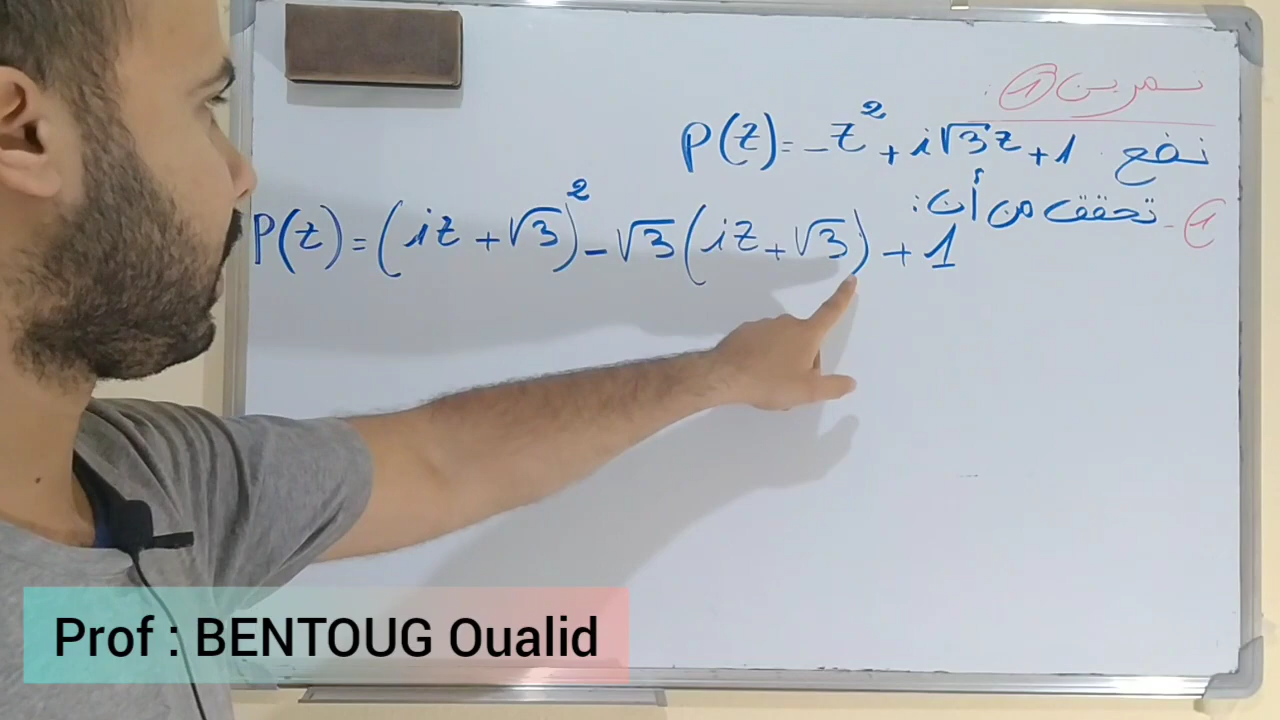 تمرين ①:
نضع P(z) = -z² + i√3z + 1
1 - تحقق من أن:
P(z) = (iz + √3)² - √3(iz + √3) + 1
Prof : BENTOUG Oualid